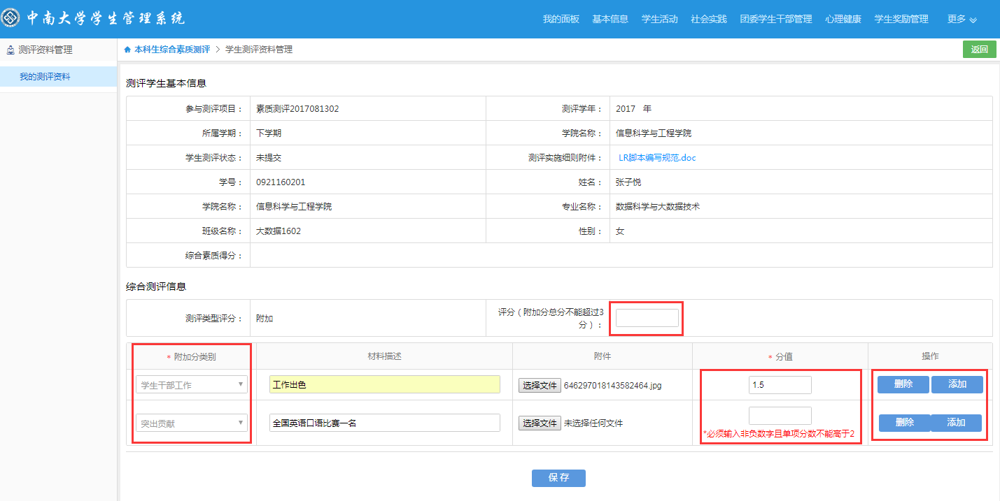 中南大学学生管理系统
我的面板 基本信息 学生活动 社会实践 团委学生干部管理 心理健康 学生奖励管理 更多
测评资料管理
我的测评资料
本科生综合素质测评 > 学生测评资料管理
返回
测评学生基本信息
参与测评项目: 素质测评2017081302 测评学年: 2017 年
所属学期: 下学期 学院名称: 信息科学与工程学院
学生测评状态: 未提交 测评实施细则附件: LR脚本编写规范.doc
学号: 0921160201 姓名: 张子悦
学院名称: 信息科学与工程学院 专业名称: 数据科学与大数据技术
班级名称: 大数据1602 性别: 女
综合素质得分:
综合测评信息
测评类型评分: 附加 评分(附加分总分不能超过3
分):
* 附加分类别 材料描述 附件 * 分值 操作
学生干部工作 工作出色 选择文件 646297018143582464.jpg 1.5 删除 添加
突出贡献 全国英语口语比赛一名 选择文件 未选择任何文件 删除 添加
*必须输入非负数字且单项分数不能高于2
保存